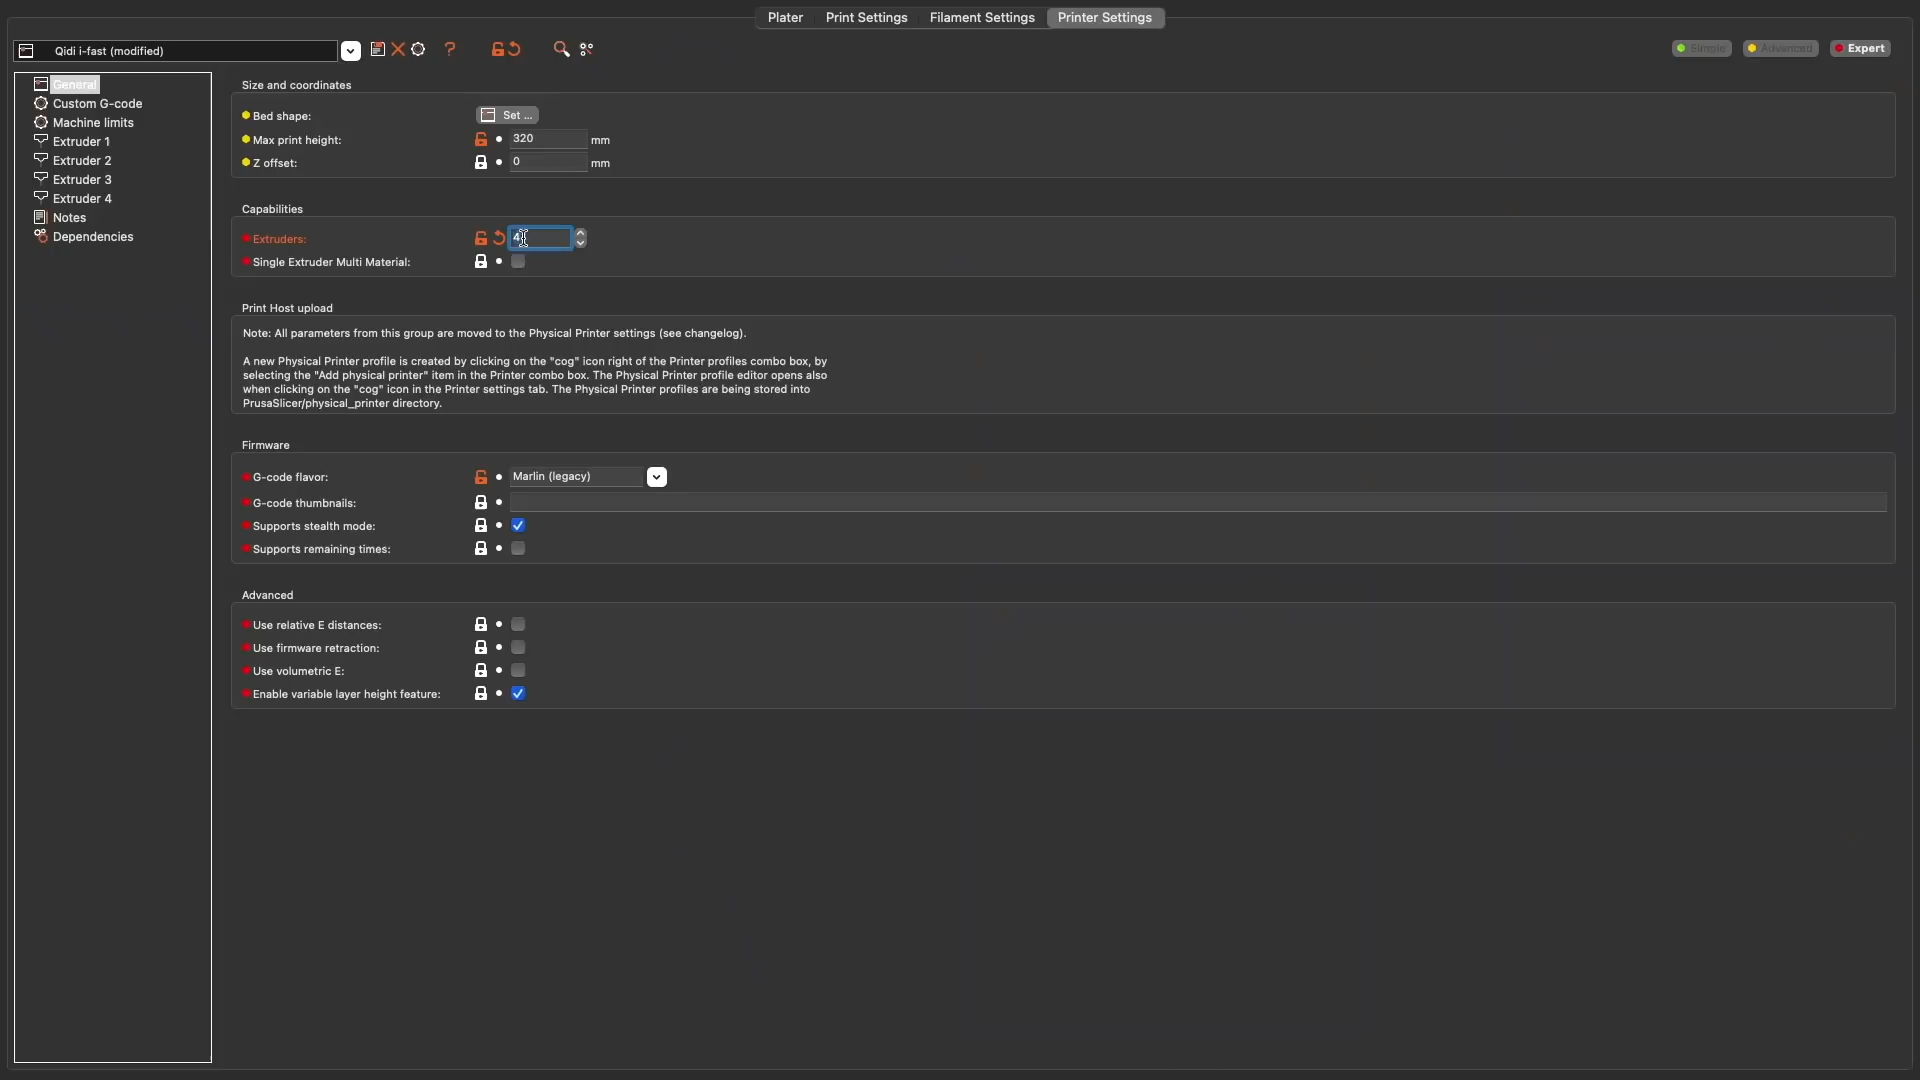 Plater Print Settings Filament Settings Printer Settings
Qidi i-fast (modified) ? Simple Advanced Expert
General
Custom G-code
Machine limits
Extruder 1
Extruder 2
Extruder 3
Extruder 4
Notes
Dependencies
Size and coordinates
Bed shape: Set ...
Max print height: 320 mm
Z offset: 0 mm
Capabilities
Extruders: 4
Single Extruder Multi Material:
Print Host upload
Note: All parameters from this group are moved to the Physical Printer settings (see changelog).
A new Physical Printer profile is created by clicking on the "cog" icon right of the Printer profiles combo box, by
selecting the "Add physical printer" item in the Printer combo box. The Physical Printer profile editor opens also
when clicking on the "cog" icon in the Printer settings tab. The Physical Printer profiles are being stored into
PrusaSlicer/physical_printer directory.
Firmware
G-code flavor: Marlin (legacy)
G-code thumbnails:
Supports stealth mode:
Supports remaining times:
Advanced
Use relative E distances:
Use firmware retraction:
Use volumetric E:
Enable variable layer height feature: